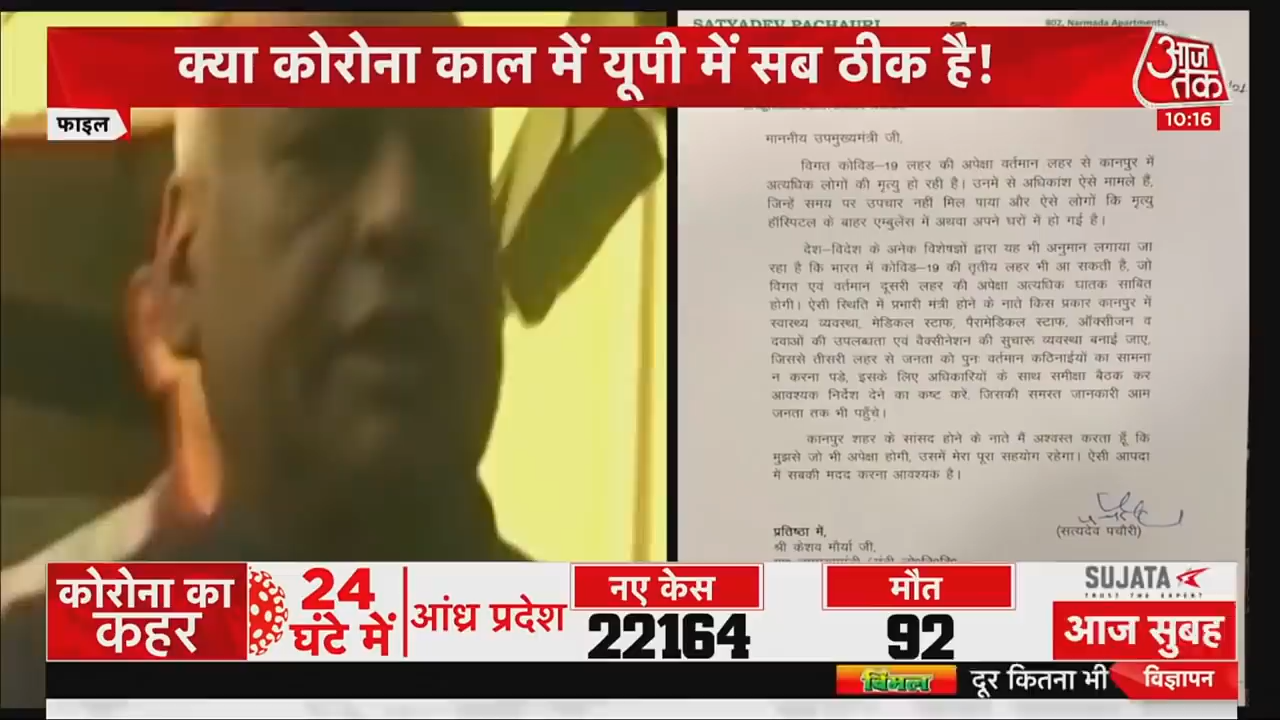 क्या कोरोना काल में यूपी में सब ठीक है!
आज
तक
10:16
फाइल
SATYADEV PACHAURI
802, Narmada Apartments,
माननीय उपमुख्यमंत्री जी,
विगत कोविड–19 लहर की अपेक्षा वर्तमान लहर से कानपुर में
अत्यधिक लोगों की मृत्यु हो रही है। उनमें से अधिकांश ऐसे मामले हैं,
जिन्हें समय पर उपचार नहीं मिल पाया और ऐसे लोगों कि मृत्यु
हॉस्पिटल के बाहर एम्बुलेंस में अथवा अपने घरों में हो गई है।
देश–विदेश के अनेक विशेषज्ञों द्वारा यह भी अनुमान लगाया जा
रहा है कि भारत में कोविड–19 की तृतीय लहर भी आ सकती है, जो
विगत एवं वर्तमान दूसरी लहर की अपेक्षा अत्यधिक घातक साबित
होगी। ऐसी स्थिति में प्रभारी मंत्री होने के नाते किस प्रकार कानपुर में
स्वास्थ्य व्यवस्था, मेडिकल स्टाफ, पैरामेडिकल स्टाफ, ऑक्सीजन व
दवाओं की उपलब्धता एवं वैक्सीनेशन की सुचारू व्यवस्था बनाई जाए,
जिससे तीसरी लहर से जनता को पुनः वर्तमान कठिनाईयों का सामना
न करना पडे, इसके लिए अधिकारियों के साथ समीक्षा बैठक कर
आवश्यक निर्देश देने का कष्ट करे, जिसकी समस्त जानकारी आम
जनता तक भी पहुँचे।
कानपुर शहर के सांसद होने के नाते मैं अश्वस्त करता हूँ कि
मुझसे जो भी अपेक्षा होगी, उसमें मेरा पूरा सहयोग रहेगा। ऐसी आपदा
में सबकी मदद करना आवश्यक है।
(सत्यदेव पचौरी)
प्रतिष्ठा में,
श्री केशव मौर्या जी,
कोरोना का
कहर
24
घंटे में
आंध्र प्रदेश
नए केस
22164
मौत
92
SUJATA
TRUST THE EXPERT
आज सुबह
विमल
दूर कितना भी
विज्ञापन